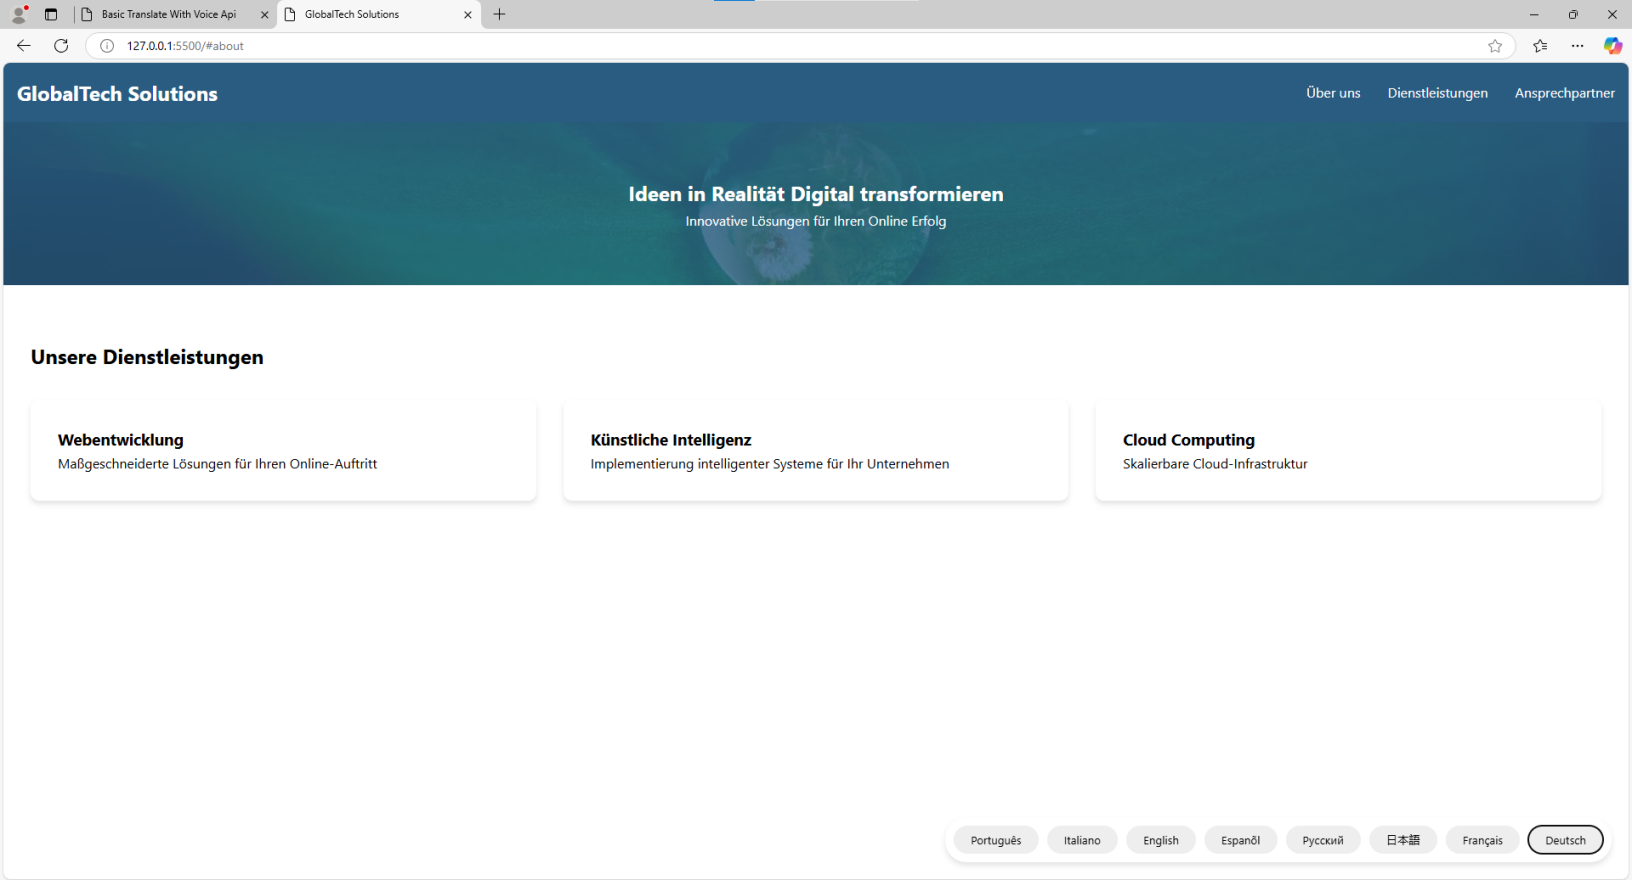 Basic Translate With Voice Api
GlobalTech Solutions
127.0.0.1:5500/#about
GlobalTech Solutions
Über uns
Dienstleistungen
Ansprechpartner
Ideen in Realität Digital transformieren
Innovative Lösungen für Ihren Online Erfolg
Unsere Dienstleistungen
Webentwicklung
Maßgeschneiderte Lösungen für Ihren Online-Auftritt
Künstliche Intelligenz
Implementierung intelligenter Systeme für Ihr Unternehmen
Cloud Computing
Skalierbare Cloud-Infrastruktur
Português
Italiano
English
Espanõl
Русский
日本語
Français
Deutsch